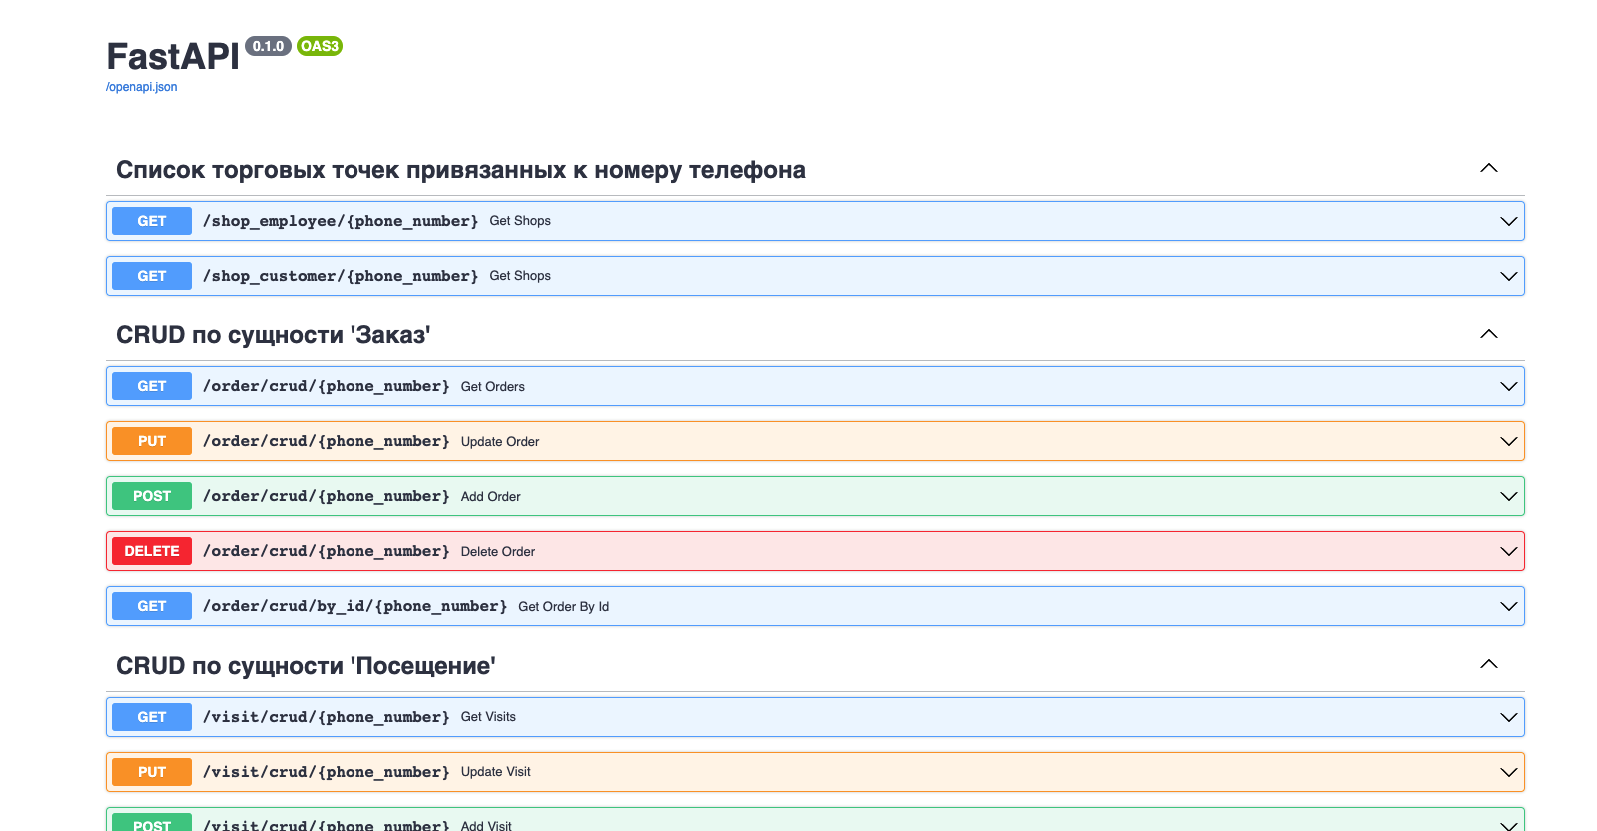 FastAPI 0.1.0 OAS3
/openapi.json
Список торговых точек привязанных к номеру телефона
GET /shop_employee/{phone_number} Get Shops
GET /shop_customer/{phone_number} Get Shops
CRUD по сущности 'Заказ'
GET /order/crud/{phone_number} Get Orders
PUT /order/crud/{phone_number} Update Order
POST /order/crud/{phone_number} Add Order
DELETE /order/crud/{phone_number} Delete Order
GET /order/crud/by_id/{phone_number} Get Order By Id
CRUD по сущности 'Посещение'
GET /visit/crud/{phone_number} Get Visits
PUT /visit/crud/{phone_number} Update Visit
POST /visit/crud/{phone_number} Add Visit